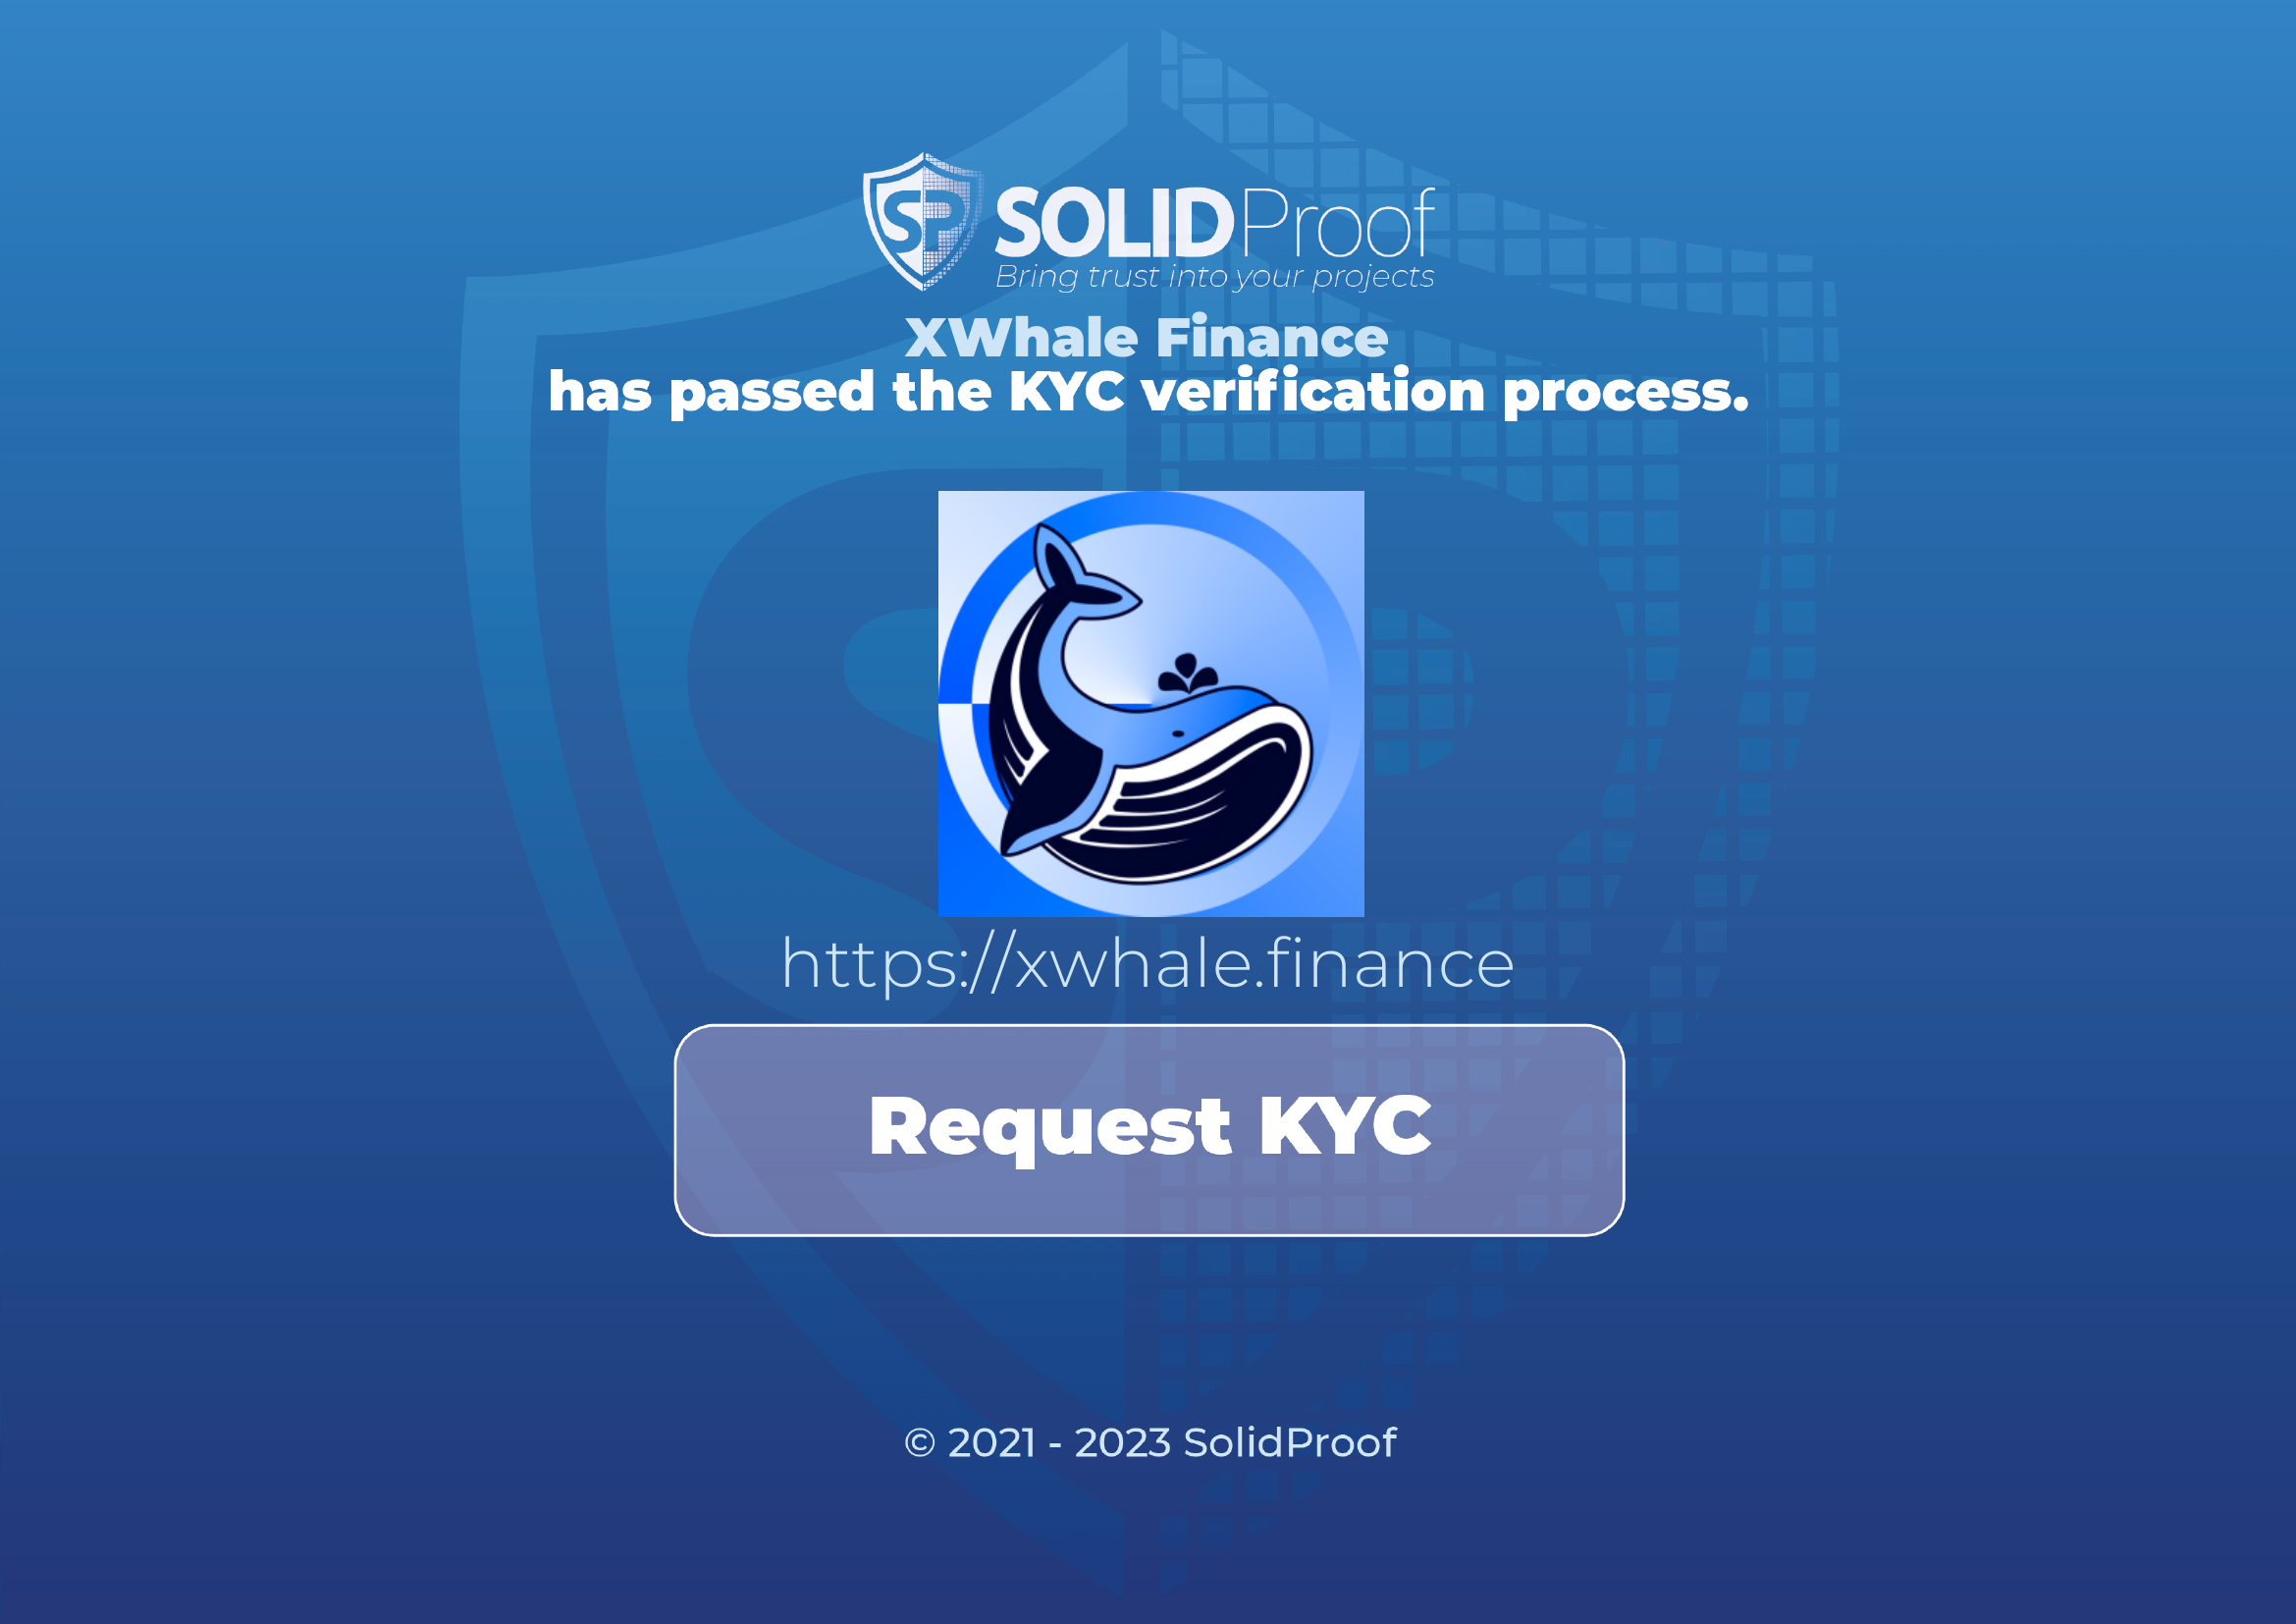 SP SOLIDProof
Bring trust into your projects
XWhale Finance
has passed the KYC verification process.
https://xwhale.finance
Request KYC
© 2021 - 2023 SolidProof